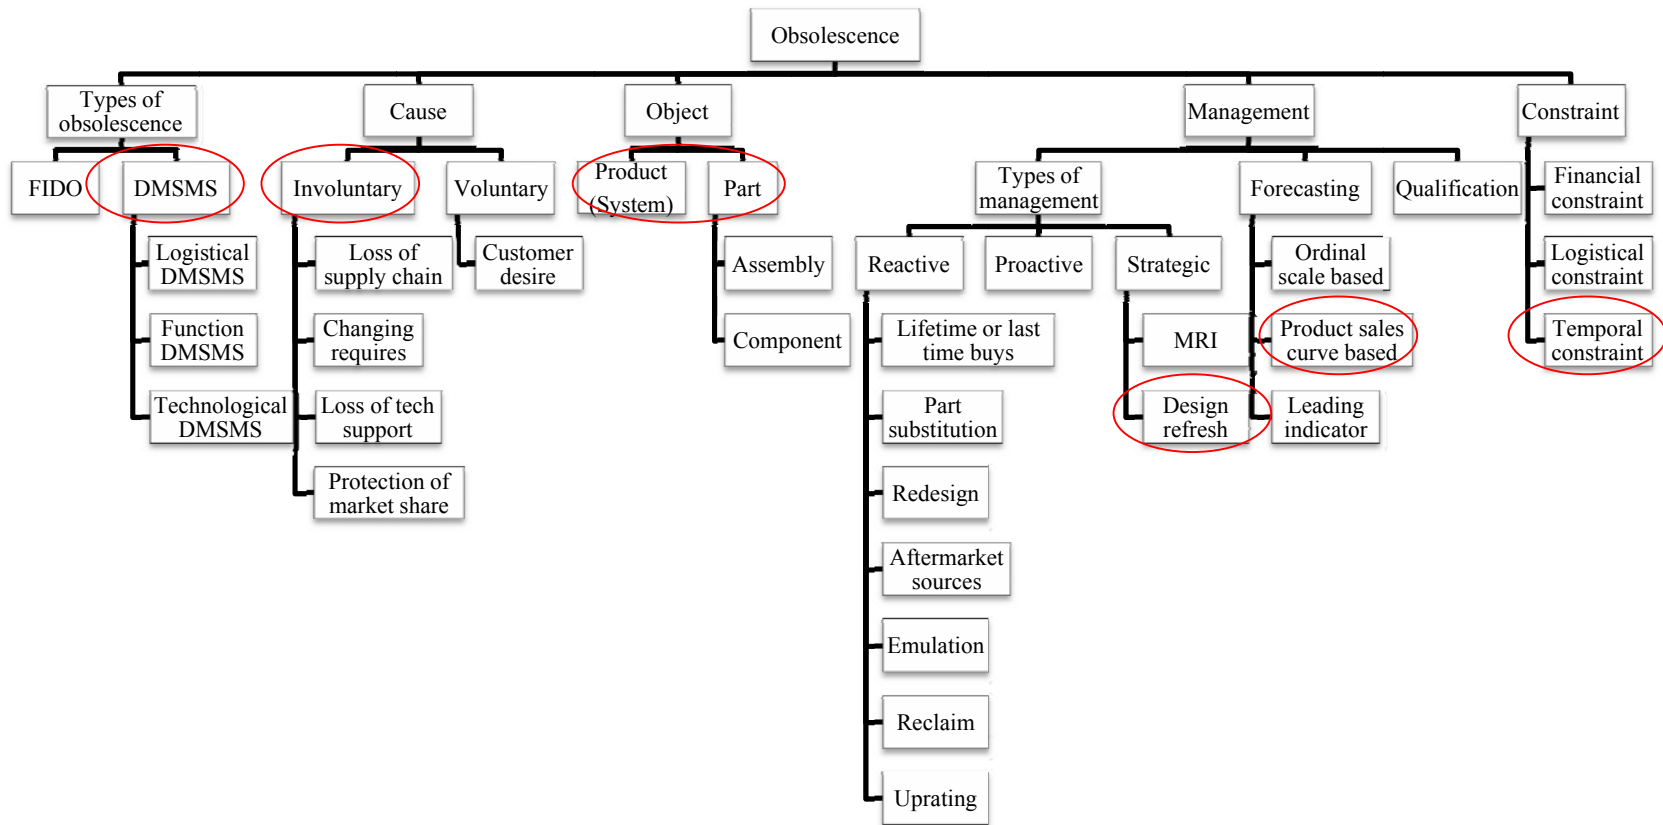 Obsolescence
Types of
obsolescence
Cause
Object
Management
Constraint
FIDO
DMSMS
Involuntary
Voluntary
Product
(System)
Part
Types of
management
Forecasting
Qualification
Financial
constraint
Logistical
DMSMS
Loss of
supply chain
Customer
desire
Assembly
Reactive
Proactive
Strategic
Ordinal
scale based
Logistical
constraint
Function
DMSMS
Changing
requires
Component
Lifetime or last
time buys
MRI
Product sales
curve based
Temporal
constraint
Technological
DMSMS
Loss of tech
support
Part
substitution
Design
refresh
Leading
indicator
Protection of
market share
Redesign
Aftermarket
sources
Emulation
Reclaim
Uprating